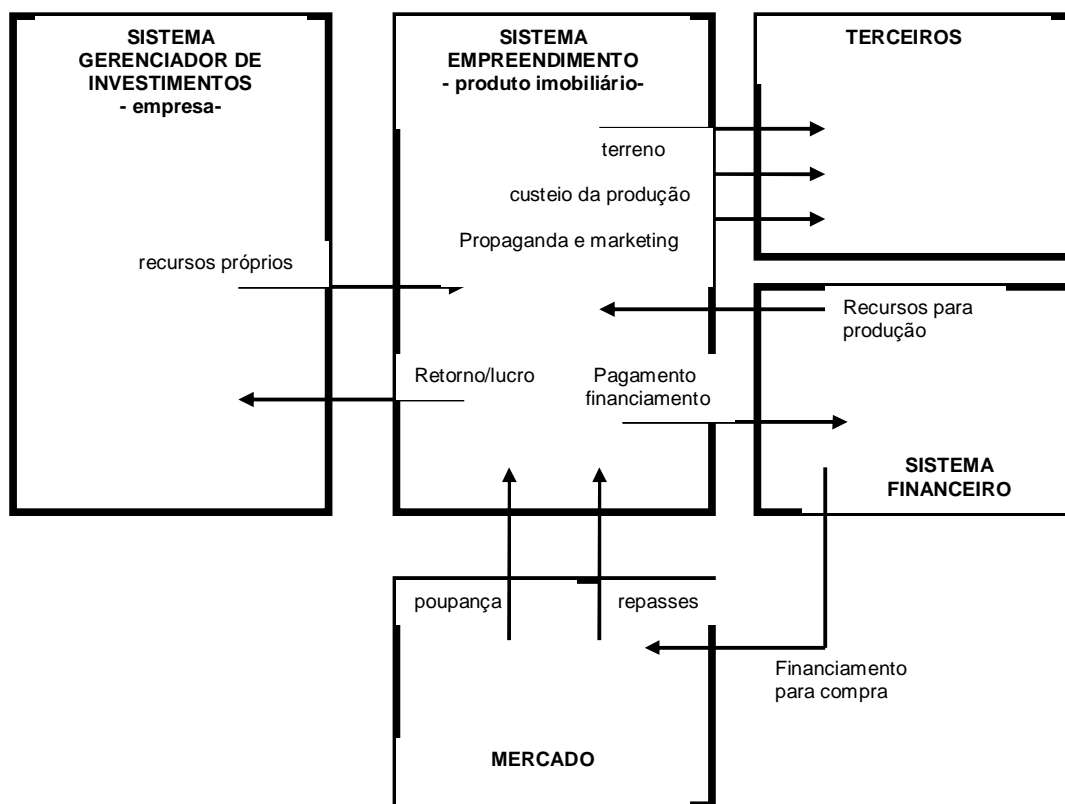 SISTEMA
GERENCIADOR DE
INVESTIMENTOS
- empresa-
SISTEMA
EMPREENDIMENTO
- produto imobiliário-
TERCEIROS
terreno
custeio da produção
Propaganda e marketing
recursos próprios
Recursos para
produção
Retorno/lucro
Pagamento
financiamento
SISTEMA
FINANCEIRO
poupança
repasses
Financiamento
para compra
MERCADO